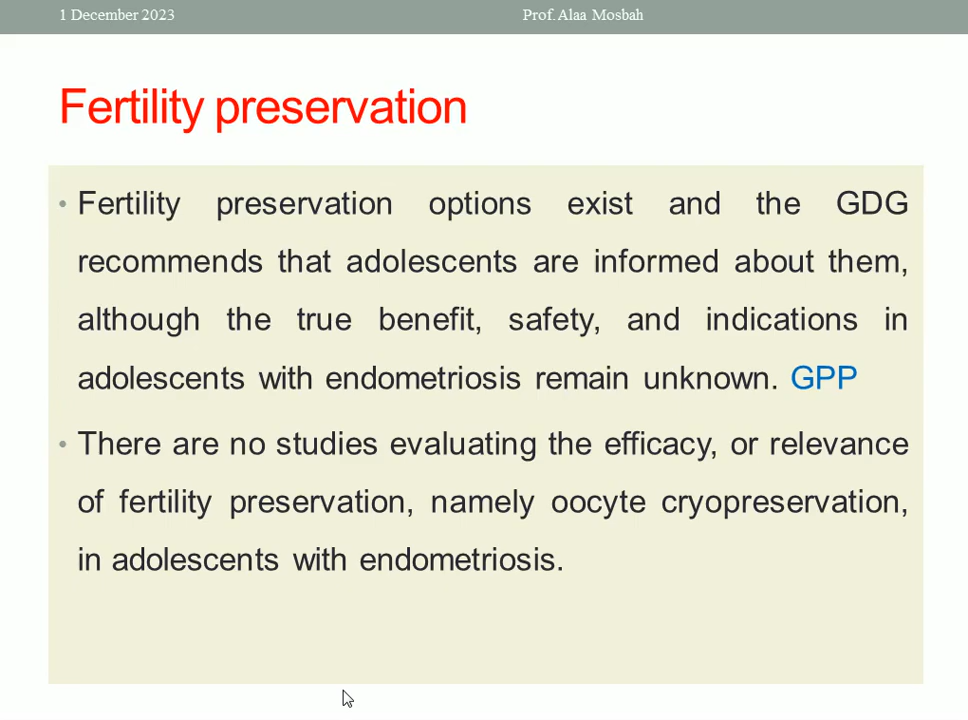 1 December 2023 Prof. Alaa Mosbah
Fertility preservation
• Fertility preservation options exist and the GDG
recommends that adolescents are informed about them,
although the true benefit, safety, and indications in
adolescents with endometriosis remain unknown. GPP
• There are no studies evaluating the efficacy, or relevance
of fertility preservation, namely oocyte cryopreservation,
in adolescents with endometriosis.